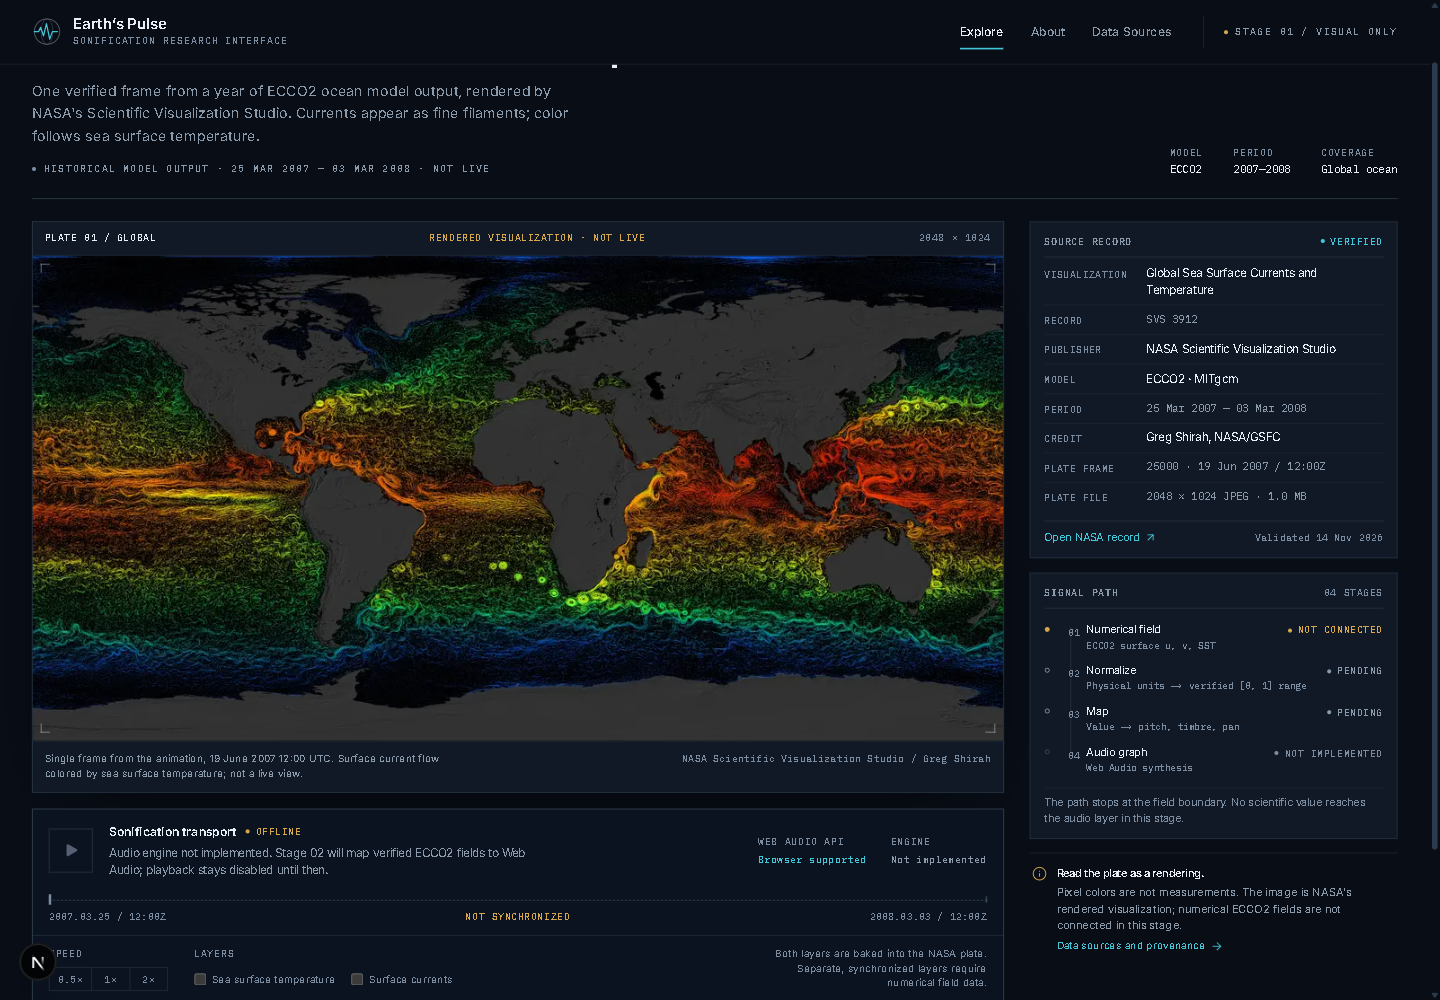 Earth's Pulse
SONIFICATION RESEARCH INTERFACE
Explore
About
Data Sources
STAGE 01 / VISUAL ONLY
One verified frame from a year of ECCO2 ocean model output, rendered by
NASA's Scientific Visualization Studio. Currents appear as fine filaments; color
follows sea surface temperature.
HISTORICAL MODEL OUTPUT · 25 MAR 2007 — 03 MAR 2008 · NOT LIVE
MODEL
ECCO2
PERIOD
2007—2008
COVERAGE
Global ocean
PLATE 01 / GLOBAL
RENDERED VISUALIZATION · NOT LIVE
2048 × 1024
Single frame from the animation, 19 June 2007 12:00 UTC. Surface current flow
colored by sea surface temperature; not a live view.
NASA Scientific Visualization Studio / Greg Shirah
Sonification transport
OFFLINE
Audio engine not implemented. Stage 02 will map verified ECCO2 fields to Web
Audio; playback stays disabled until then.
WEB AUDIO API
Browser supported
ENGINE
Not implemented
2007.03.25 / 12:00Z
NOT SYNCHRONIZED
2008.03.03 / 12:00Z
N
PEED
0.5×
1×
2×
LAYERS
Sea surface temperature
Surface currents
Both layers are baked into the NASA plate.
Separate, synchronized layers require
numerical field data.
SOURCE RECORD
VERIFIED
VISUALIZATION
Global Sea Surface Currents and
Temperature
RECORD
SVS 3912
PUBLISHER
NASA Scientific Visualization Studio
MODEL
ECCO2 · MITgcm
PERIOD
25 Mar 2007 — 03 Mar 2008
CREDIT
Greg Shirah, NASA/GSFC
PLATE FRAME
25000 · 19 Jun 2007 / 12:00Z
PLATE FILE
2048 × 1024 JPEG · 1.0 MB
Open NASA record ↗
Validated 14 Nov 2026
SIGNAL PATH
04 STAGES
01
Numerical field
NOT CONNECTED
ECCO2 surface u, v, SST
02
Normalize
PENDING
Physical units → verified [0, 1] range
03
Map
PENDING
Value → pitch, timbre, pan
04
Audio graph
NOT IMPLEMENTED
Web Audio synthesis
The path stops at the field boundary. No scientific value reaches
the audio layer in this stage.
Read the plate as a rendering.
Pixel colors are not measurements. The image is NASA's
rendered visualization; numerical ECCO2 fields are not
connected in this stage.
Data sources and provenance →